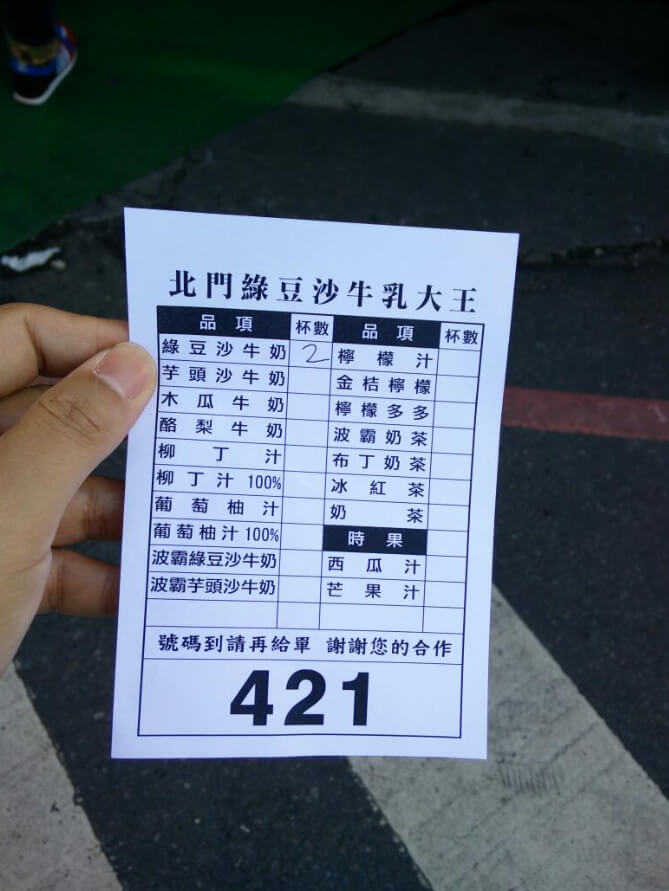 北門綠豆沙牛乳大王
品項 杯數 品項 杯數
綠豆沙牛奶 2 檸檬汁
芋頭沙牛奶 金桔檸檬
木瓜牛奶 檸檬多多
酪梨牛奶 波霸奶茶
柳丁汁 布丁奶茶
柳丁汁 100% 冰紅茶
葡萄柚汁 奶茶
葡萄柚汁 100% 時果
波霸綠豆沙牛奶 西瓜汁
波霸芋頭沙牛奶 芒果汁
號碼到請再給單 謝謝您的合作
421